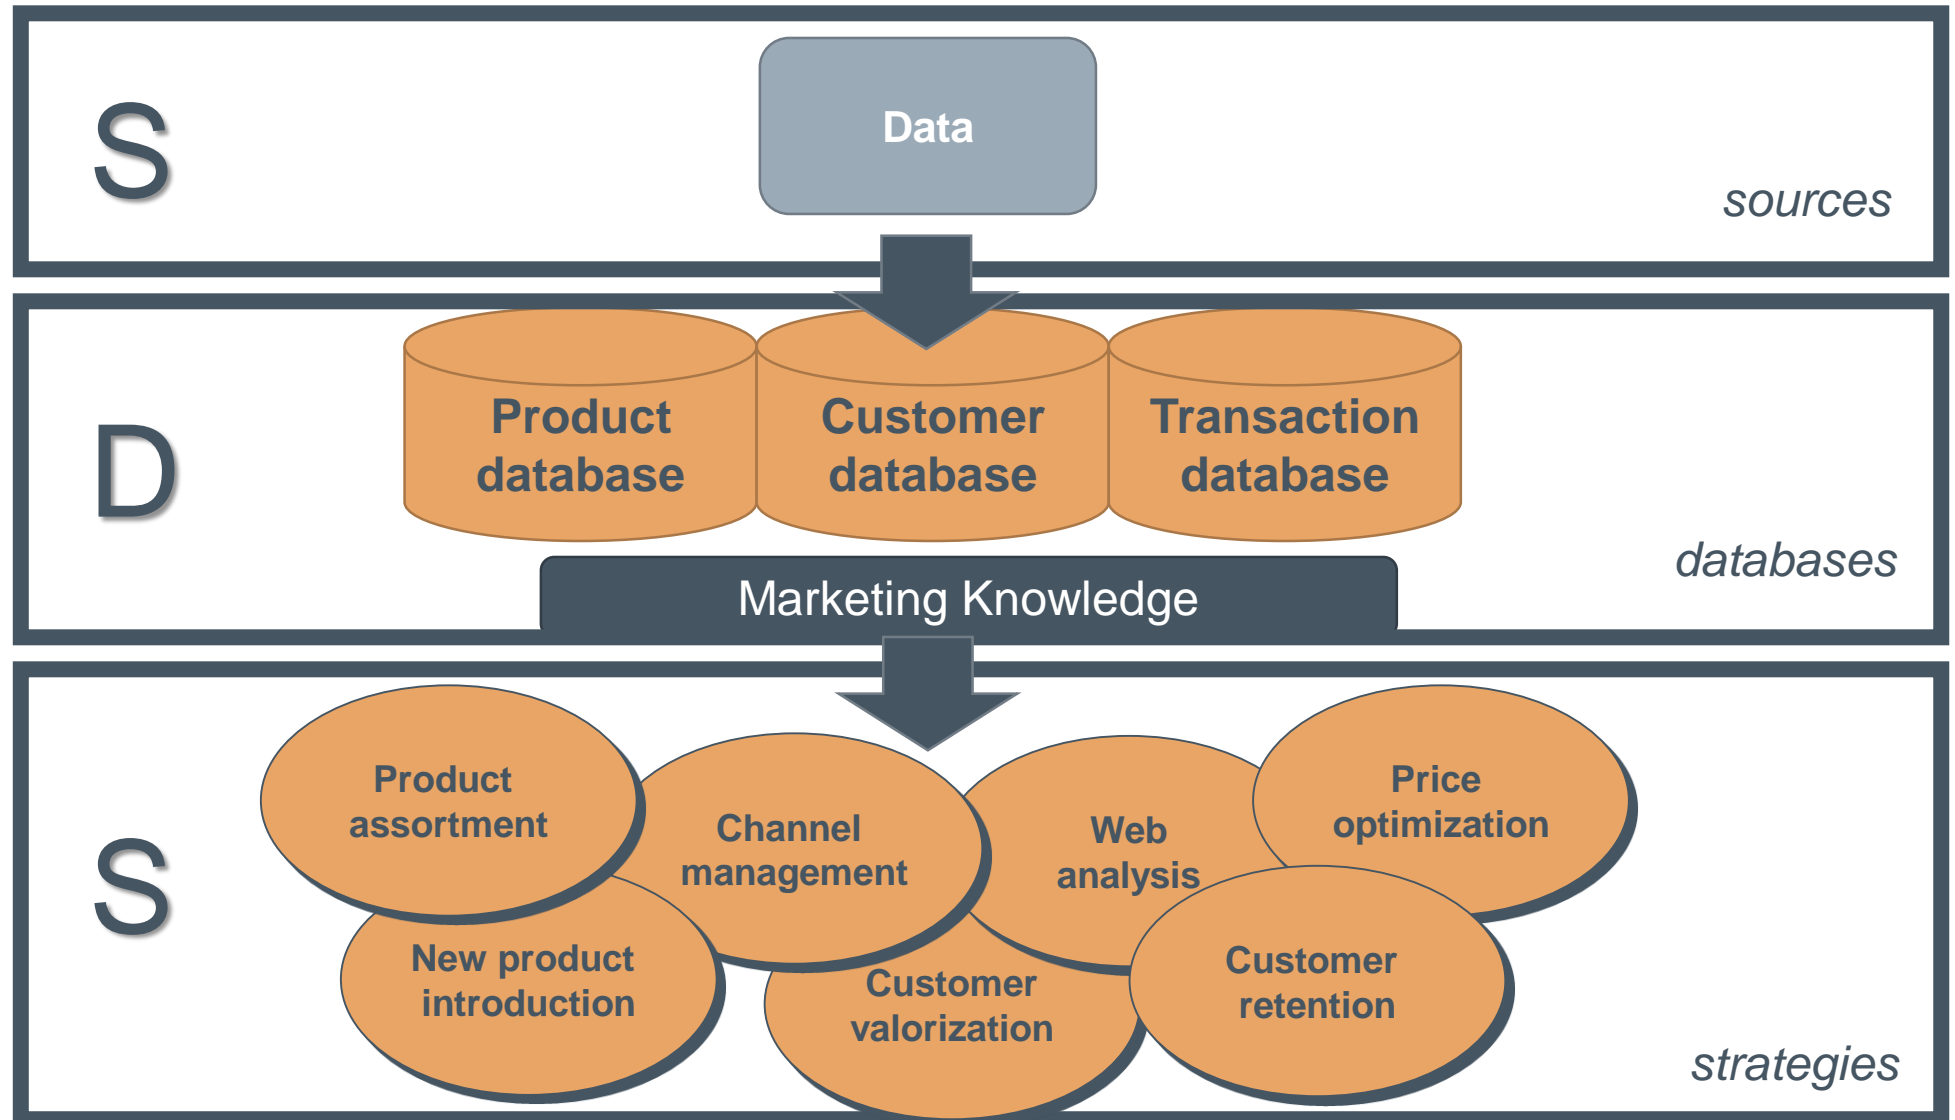 S
Data
sources
D
Product
database
Customer
database
Transaction
database
databases
Marketing Knowledge
S
Product
assortment
Channel
management
Web
analysis
Price
optimization
New product
introduction
Customer
valorization
Customer
retention
strategies